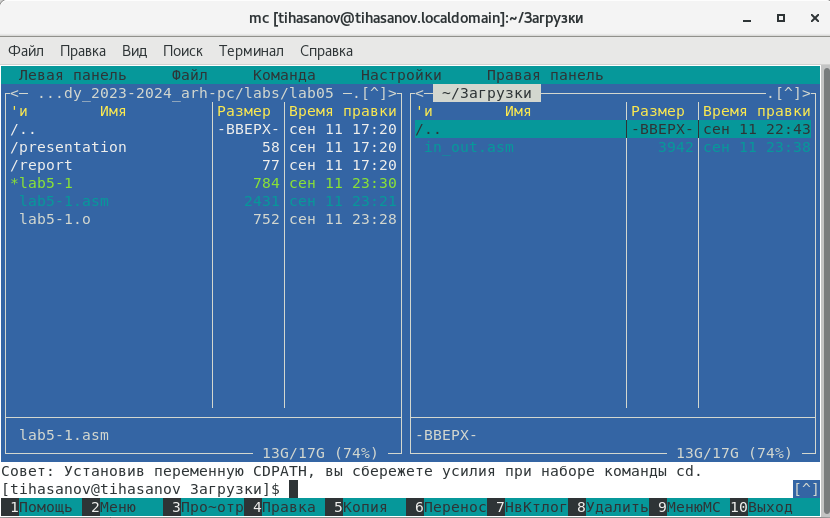 mc [tihasanov@tihasanov.localdomain]:~/Загрузки
Файл Правка Вид Поиск Терминал Справка
Левая панель Файл Команда Настройки Правая панель
<─ ...dy_2023-2024_arh-pc/labs/lab05 ─.[^]> <─ ~/Загрузки .[^]>
'и Имя Размер Время правки 'и Имя Размер Время правки
/.. -ВВЕРХ- сен 11 17:20 /.. -ВВЕРХ- сен 11 22:43
/presentation 58 сен 11 17:20 in_out.asm 3942 сен 11 23:38
/report 77 сен 11 17:20
*lab5-1 784 сен 11 23:30
lab5-1.asm 2431 сен 11 23:21
lab5-1.o 752 сен 11 23:28
lab5-1.asm -ВВЕРХ-
13G/17G (74%) 13G/17G (74%)
Совет: Установив переменную CDPATH, вы сбережете усилия при наборе команды cd.
[tihasanov@tihasanov Загрузки]$ [^]
1Помощь 2Меню 3Про~отр 4Правка 5Копия 6Перенос 7НвКтлог 8Удалить 9МенюMC 10Выход